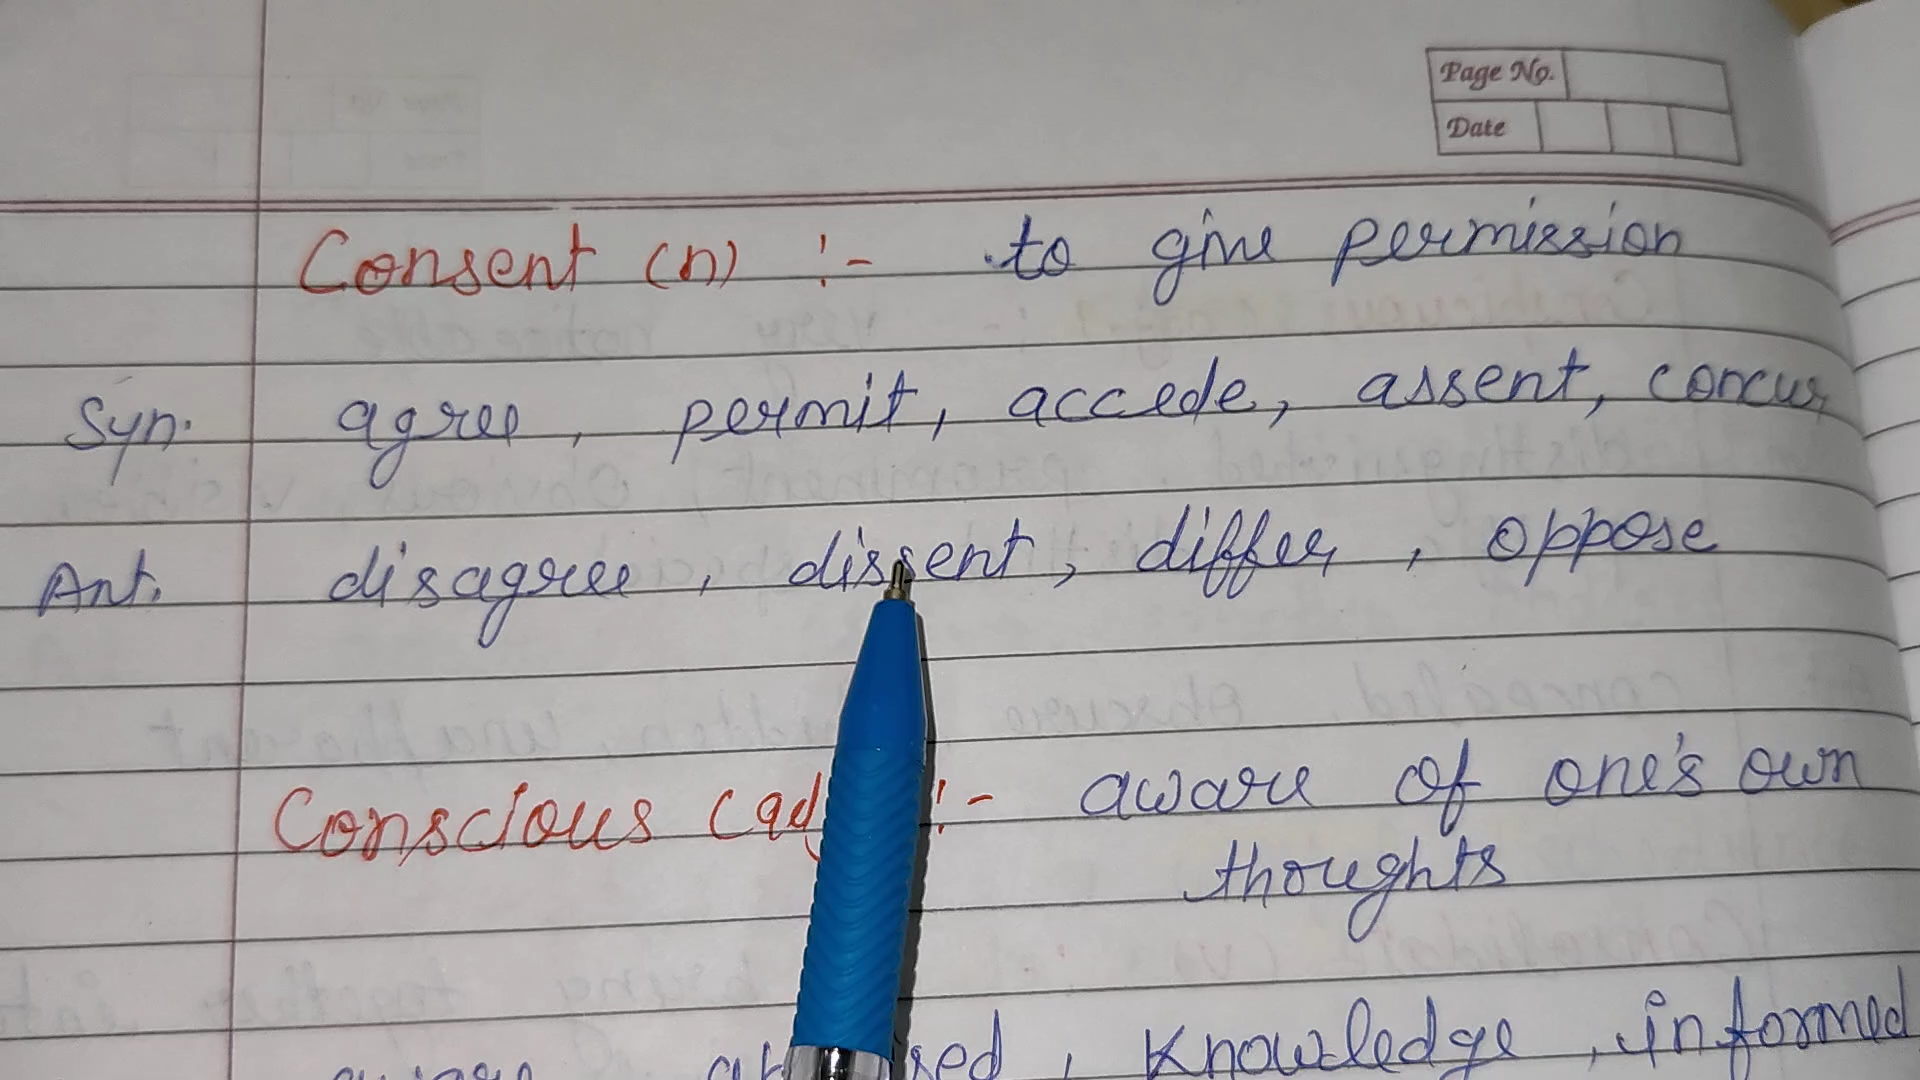 Page No.
Date
Consent (n) :- to give permission
Syn. agree, permit, accede, assent, concur,
Ant. disagree, dissent, differ, oppose
Conscious (adj :- aware of one's own
thoughts
Knowledge, informed